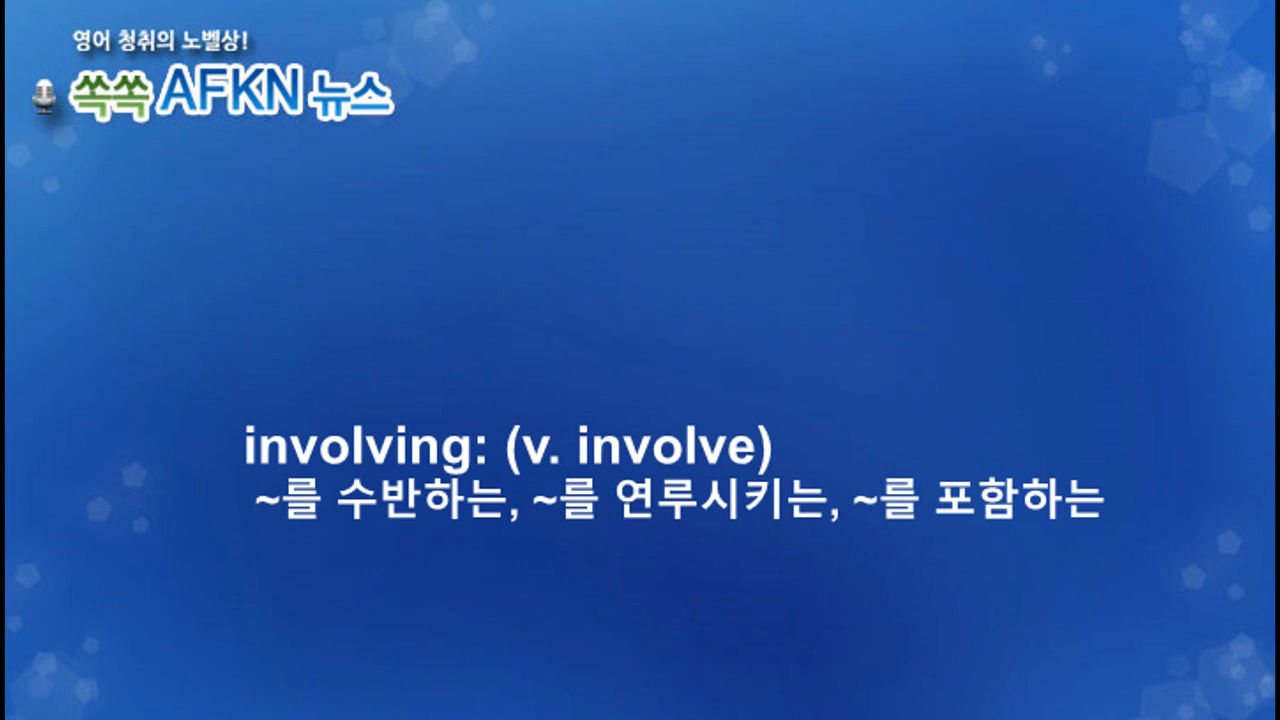 영어 청취의 노벨상!
쏙쏙 AFKN 뉴스
involving: (v. involve)
~를 수반하는, ~를 연루시키는, ~를 포함하는